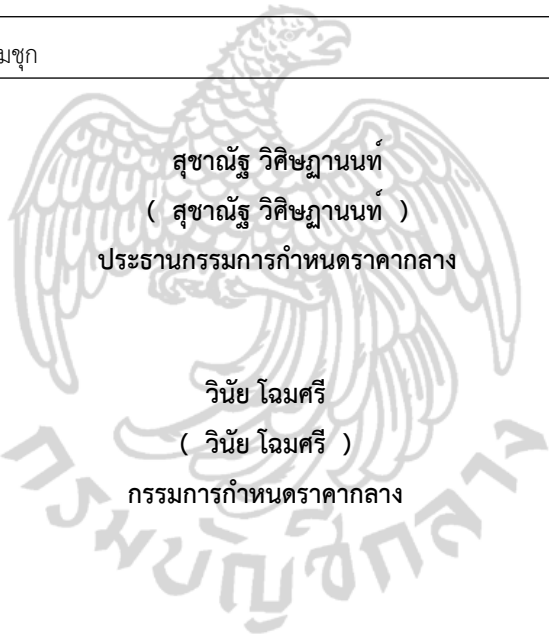 มชุก
สุชาณัฐ วิศิษฏานนท์
( สุชาณัฐ วิศิษฏานนท์ )
ประธานกรรมการกำหนดราคากลาง
วินัย โฉมศรี
( วินัย โฉมศรี )
กรรมการกำหนดราคากลาง
กรมบัญชีกลาง